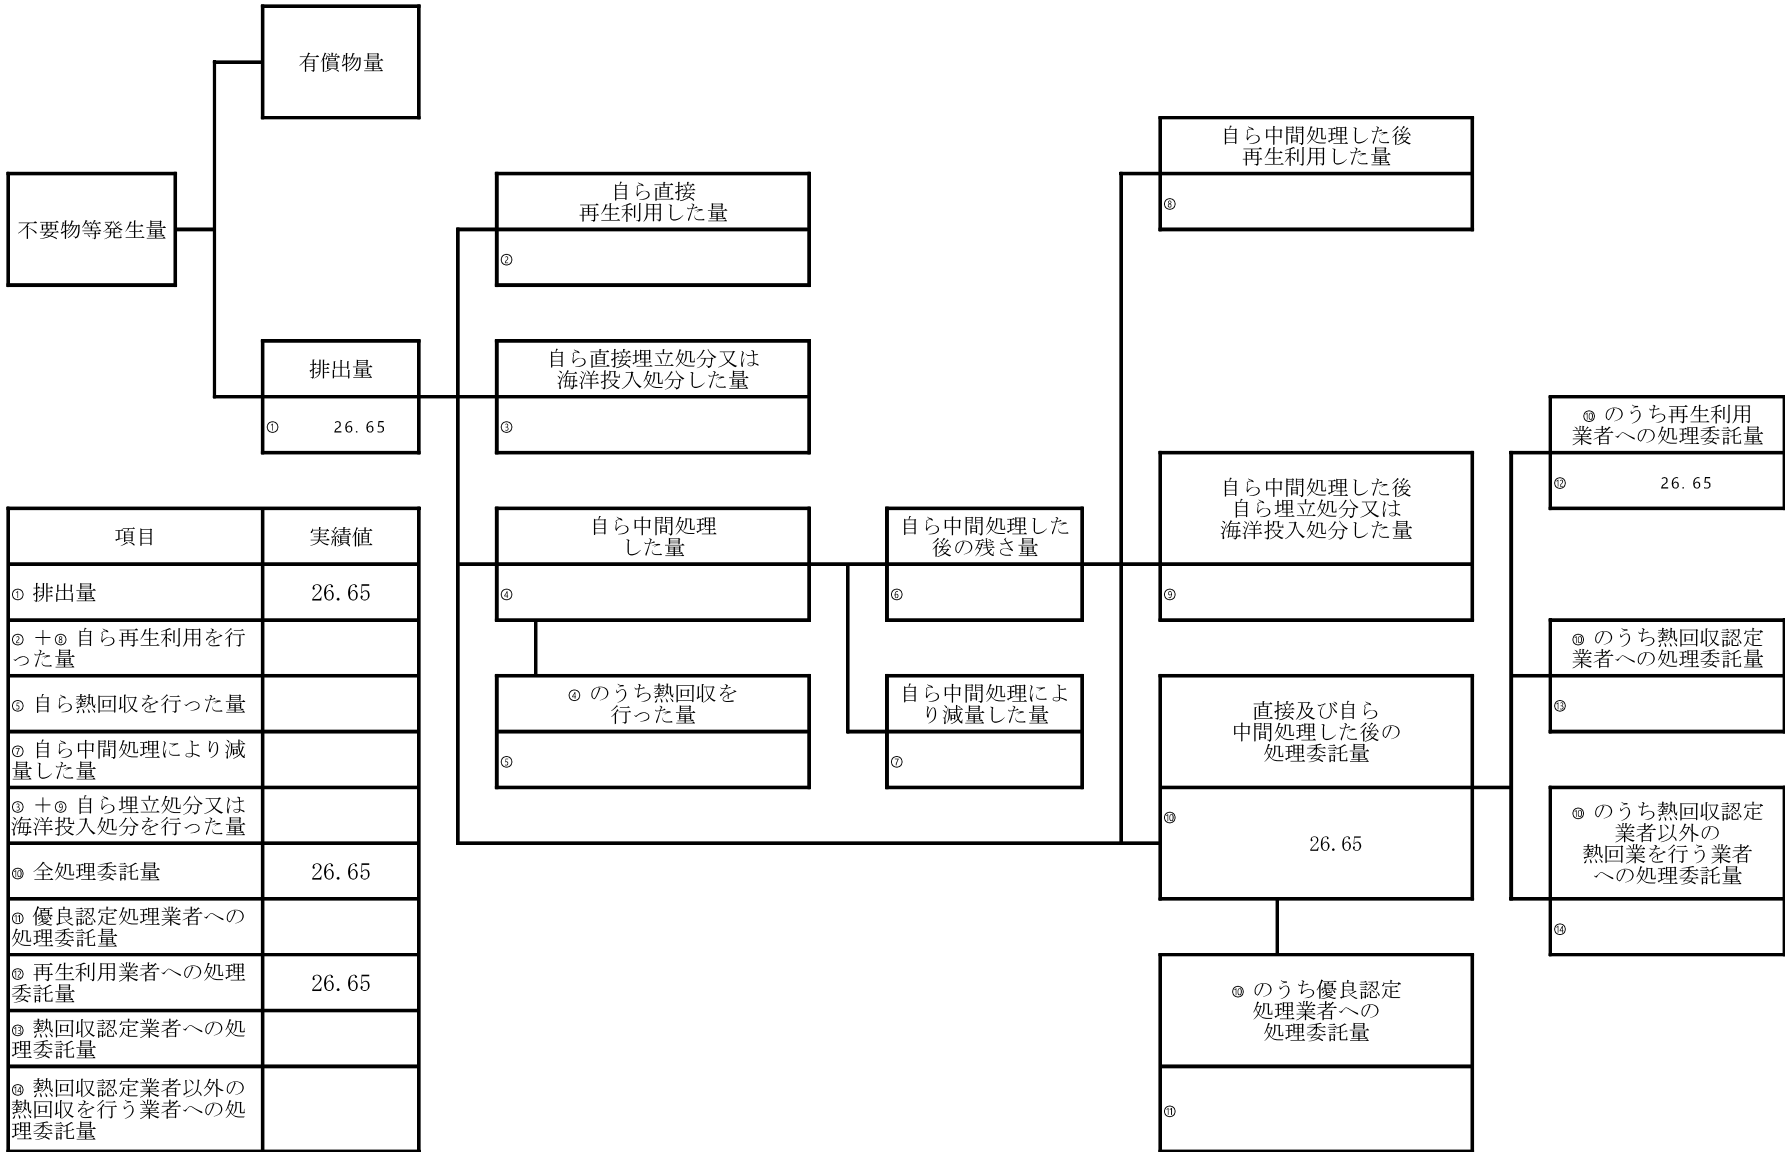 有償物量
不要物等発生量
自ら直接
再生利用した量
②
自ら中間処理した後
再生利用した量
⑧
排出量
① 26.65
自ら直接埋立処分又は
海洋投入処分した量
③
⑩ のうち再生利用
業者への処理委託量
⑫ 26.65
自ら中間処理
した量
④
自ら中間処理した
後の残さ量
⑥
自ら中間処理した後
自ら埋立処分又は
海洋投入処分した量
⑨
⑩ のうち熱回収認定
業者への処理委託量
⑬
④ のうち熱回収を
行った量
⑤
自ら中間処理によ
り減量した量
⑦
直接及び自ら
中間処理した後の
処理委託量
⑩
26.65
⑩ のうち熱回収認定
業者以外の
熱回業を行う業者
への処理委託量
⑭
⑩ のうち優良認定
処理業者への
処理委託量
⑪
項目 実績値
① 排出量 26.65
② +⑧ 自ら再生利用を行
った量
⑤ 自ら熱回収を行った量
⑦ 自ら中間処理により減
量した量
③ +⑨ 自ら埋立処分又は
海洋投入処分を行った量
⑩ 全処理委託量 26.65
⑪ 優良認定処理業者への
処理委託量
⑫ 再生利用業者への処理
委託量 26.65
⑬ 熱回収認定業者への処
理委託量
⑭ 熱回収認定業者以外の
熱回収を行う業者への処
理委託量